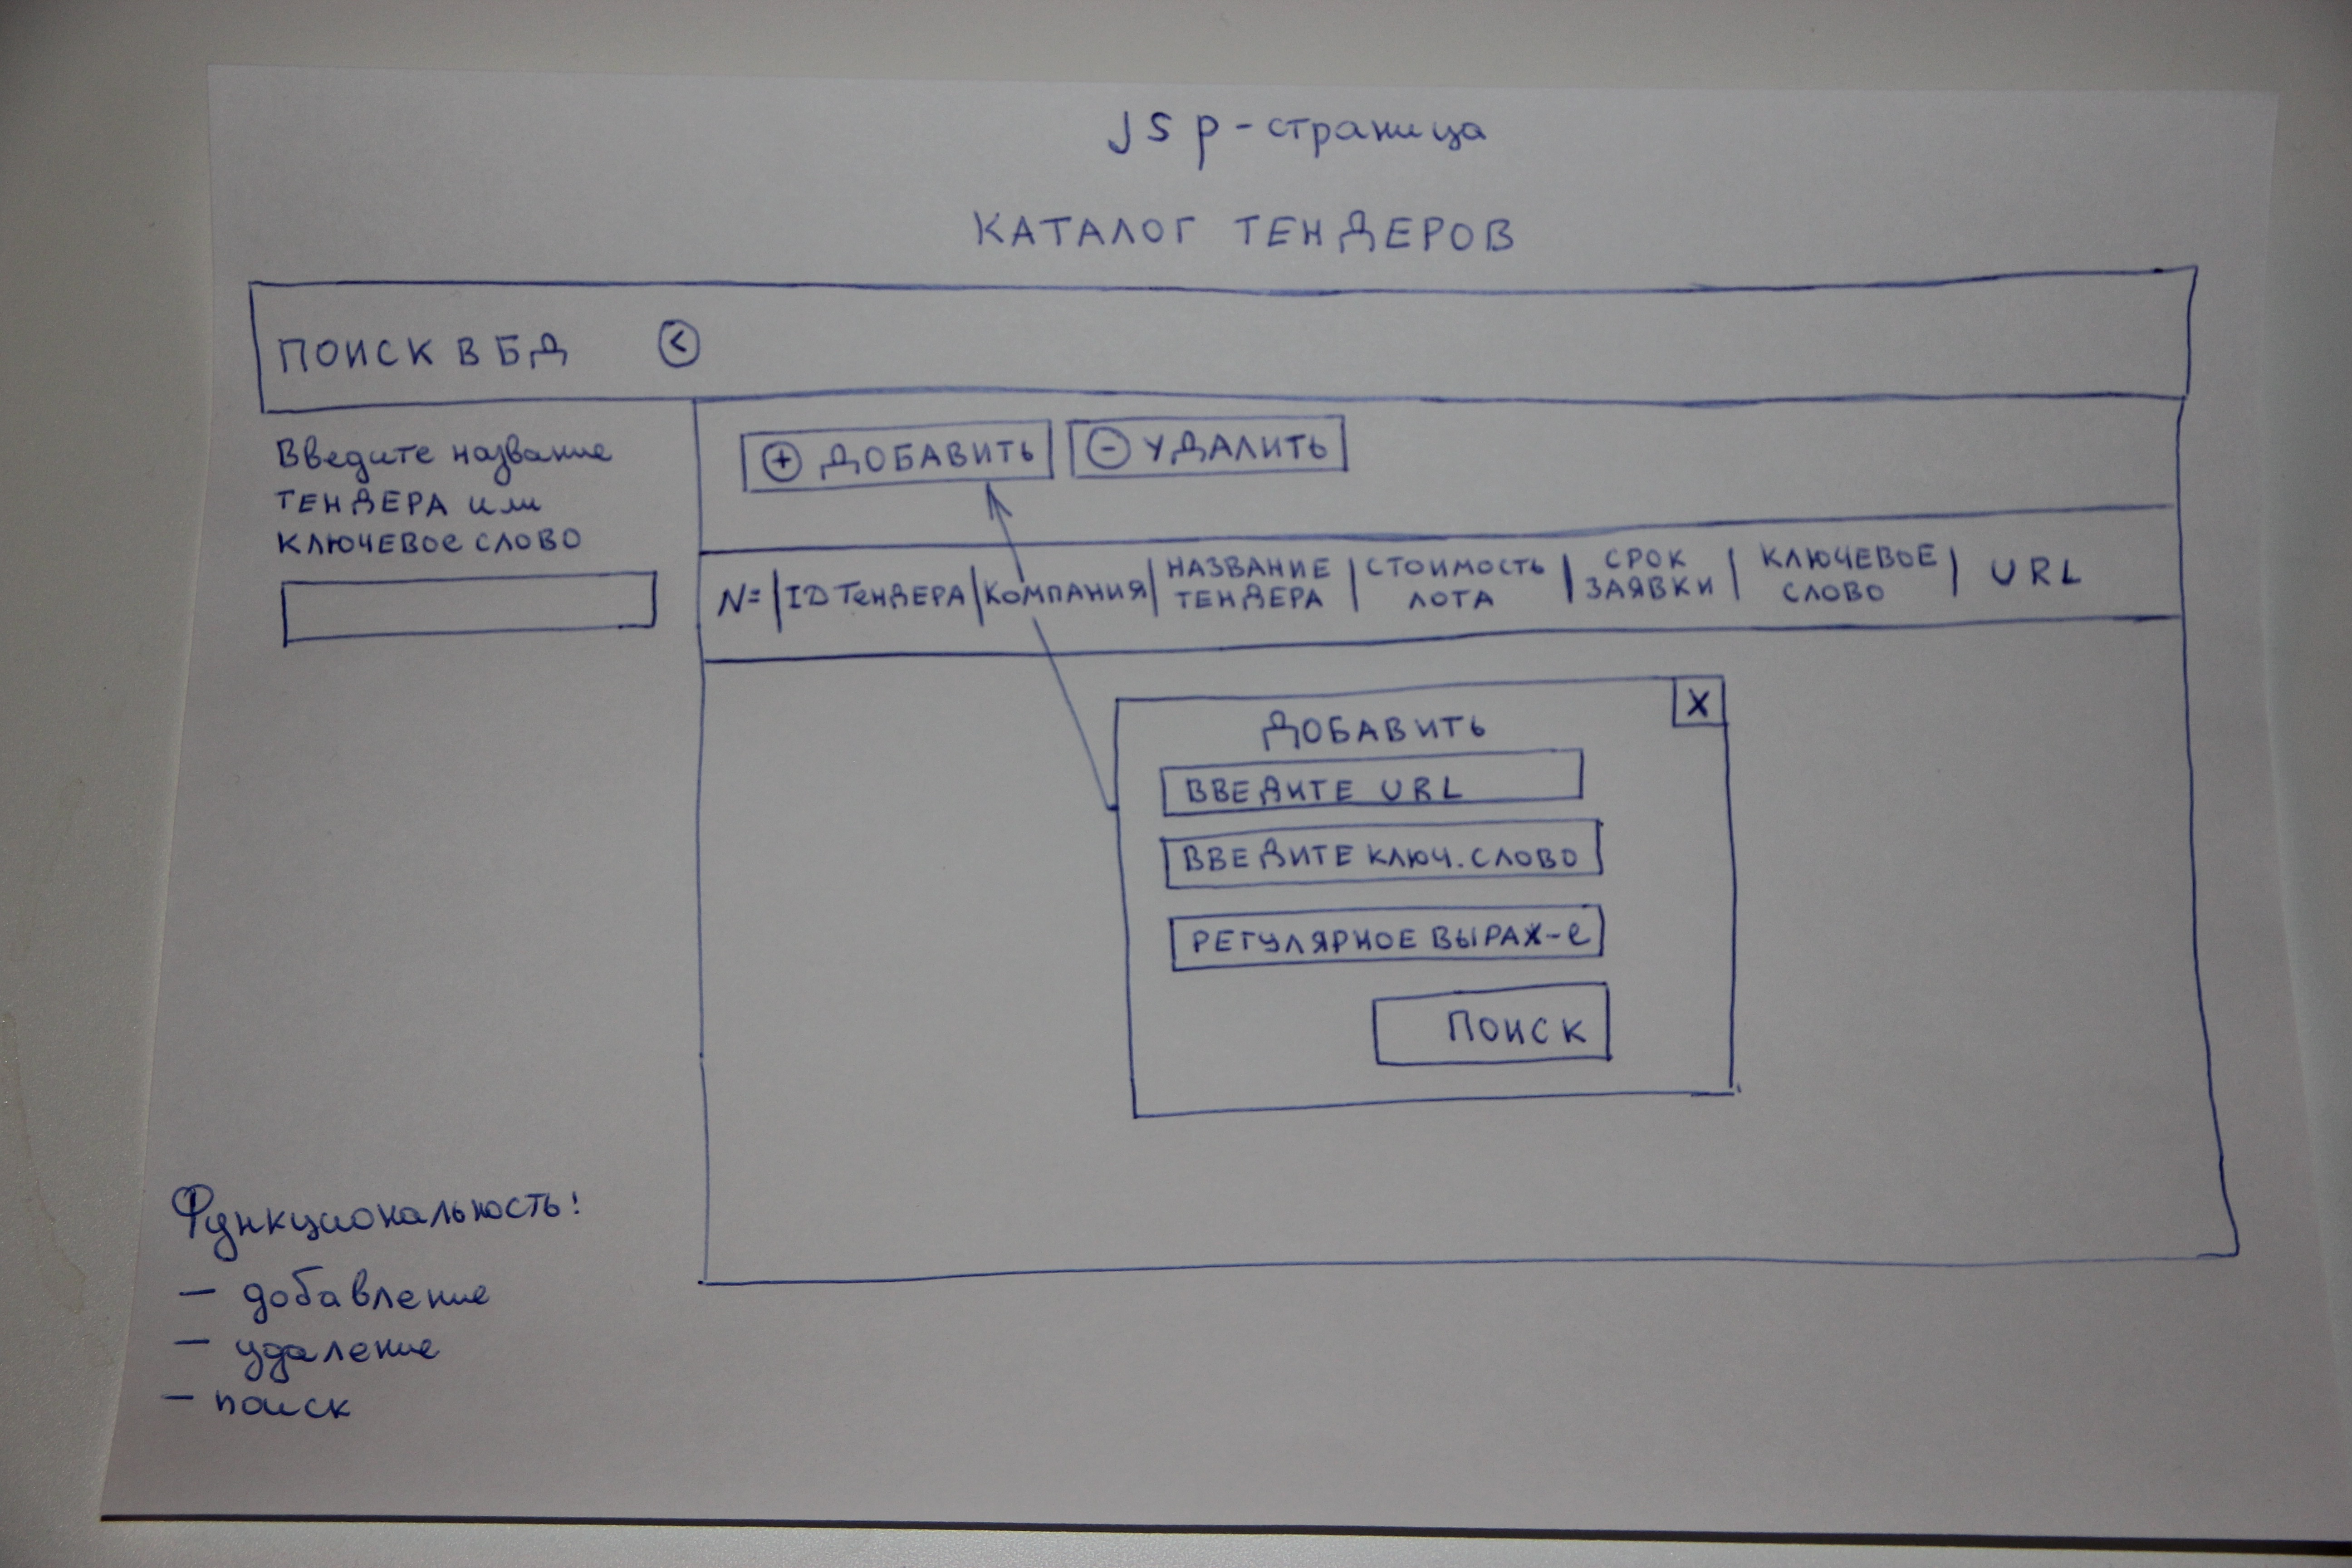 jsp-страница
КАТАЛОГ ТЕНДЕРОВ
ПОИСК В БД <
Введите название
ТЕНДЕРА или
КЛЮЧЕВОЕ СЛОВО
+ ДОБАВИТЬ - УДАЛИТЬ
N= | ID ТЕНДЕРА | КОМПАНИЯ | НАЗВАНИЕ ТЕНДЕРА | СТОИМОСТЬ ЛОТА | СРОК ЗАЯВКИ | КЛЮЧЕВОЕ СЛОВО | URL
X
ДОБАВИТЬ
ВВЕДИТЕ URL
ВВЕДИТЕ КЛЮЧ. СЛОВО
РЕГУЛЯРНОЕ ВЫРАЖ-е
ПОИСК
Функциональность:
— добавление
— удаление
— поиск